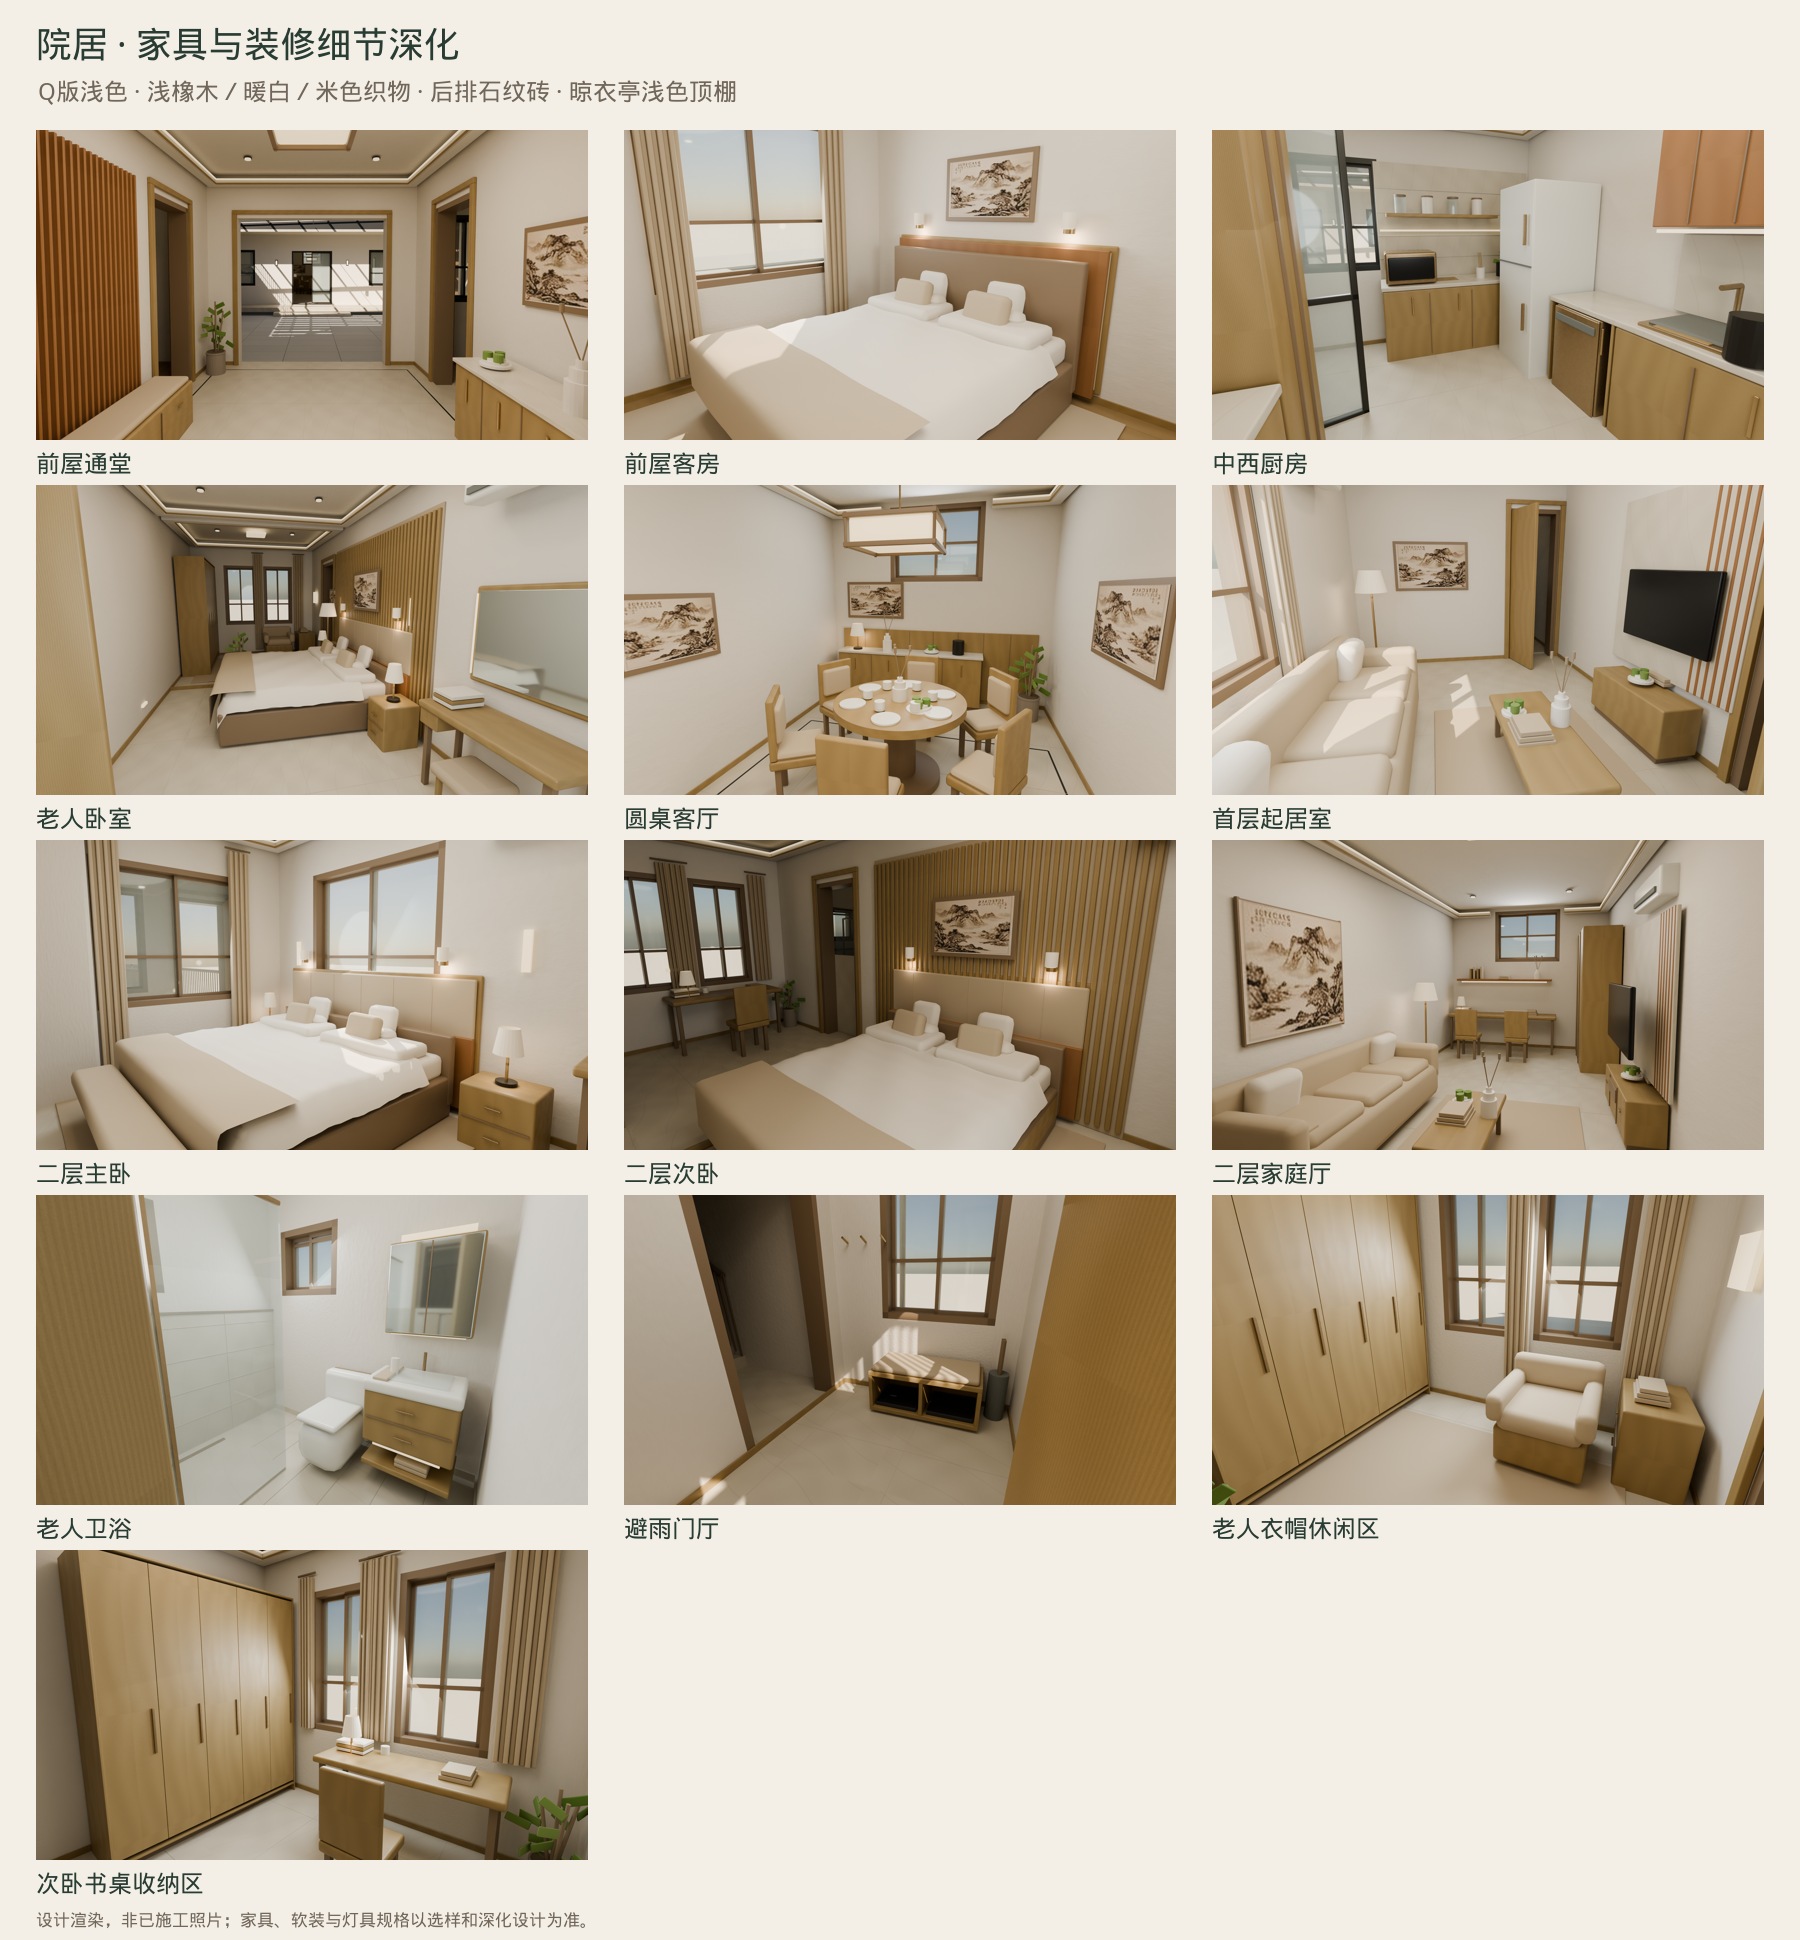 院居 · 家具与装修细节深化
Q版浅色 · 浅橡木 / 暖白 / 米色织物 · 后排石纹砖 · 晾衣亭浅色顶棚
前屋通堂
前屋客房
中西厨房
老人卧室
圆桌客厅
首层起居室
二层主卧
二层次卧
二层家庭厅
老人卫浴
避雨门厅
老人衣帽休闲区
次卧书桌收纳区
设计渲染，非已施工照片；家具、软装与灯具规格以选样和深化设计为准。